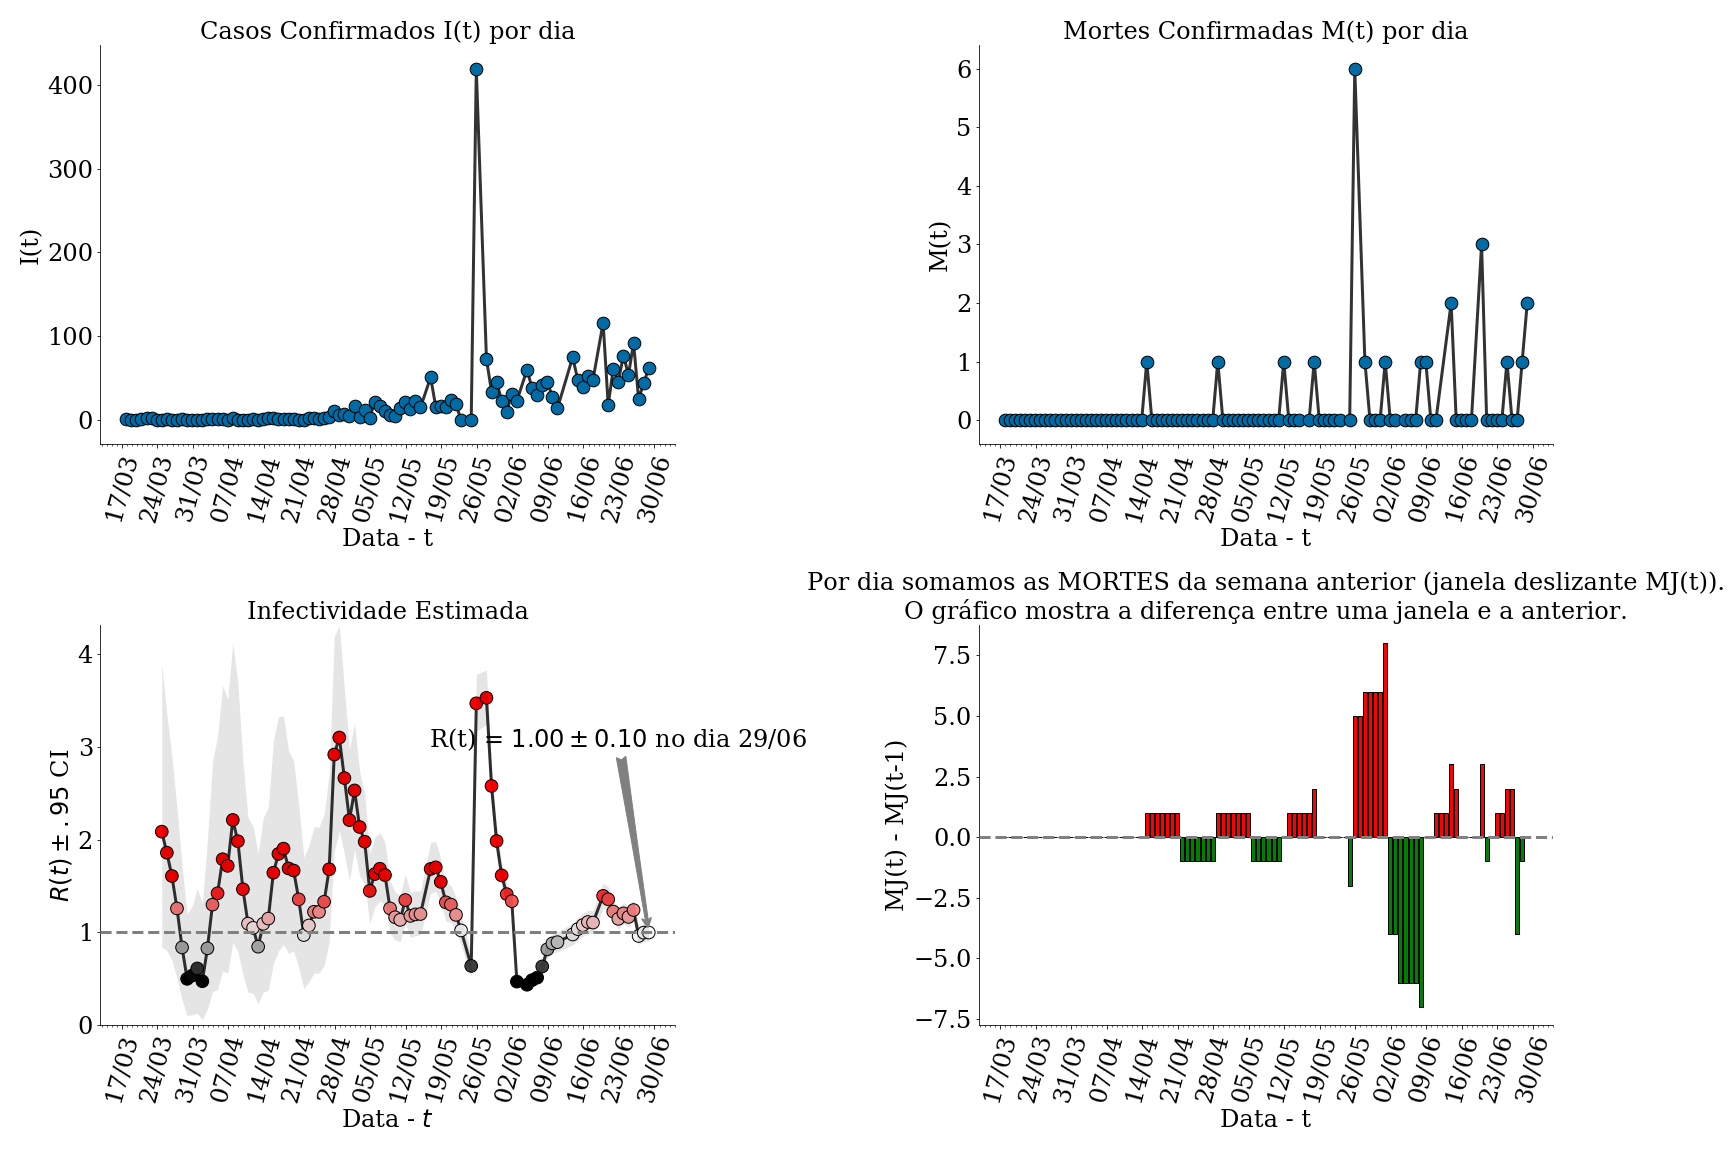 Casos Confirmados I(t) por dia
400
300
200
100
0
I(t)
17/03 24/03 31/03 07/04 14/04 21/04 28/04 05/05 12/05 19/05 26/05 02/06 09/06 16/06 23/06 30/06
Data - t
Mortes Confirmadas M(t) por dia
6
5
4
3
2
1
0
M(t)
17/03 24/03 31/03 07/04 14/04 21/04 28/04 05/05 12/05 19/05 26/05 02/06 09/06 16/06 23/06 30/06
Data - t
Infectividade Estimada
4
3
2
1
0
R(t) ± .95 CI
R(t) = 1.00 ± 0.10 no dia 29/06
17/03 24/03 31/03 07/04 14/04 21/04 28/04 05/05 12/05 19/05 26/05 02/06 09/06 16/06 23/06 30/06
Data - t
Por dia somamos as MORTES da semana anterior (janela deslizante MJ(t)).
O gráfico mostra a diferença entre uma janela e a anterior.
7.5
5.0
2.5
0.0
−2.5
−5.0
−7.5
MJ(t) - MJ(t-1)
17/03 24/03 31/03 07/04 14/04 21/04 28/04 05/05 12/05 19/05 26/05 02/06 09/06 16/06 23/06 30/06
Data - t